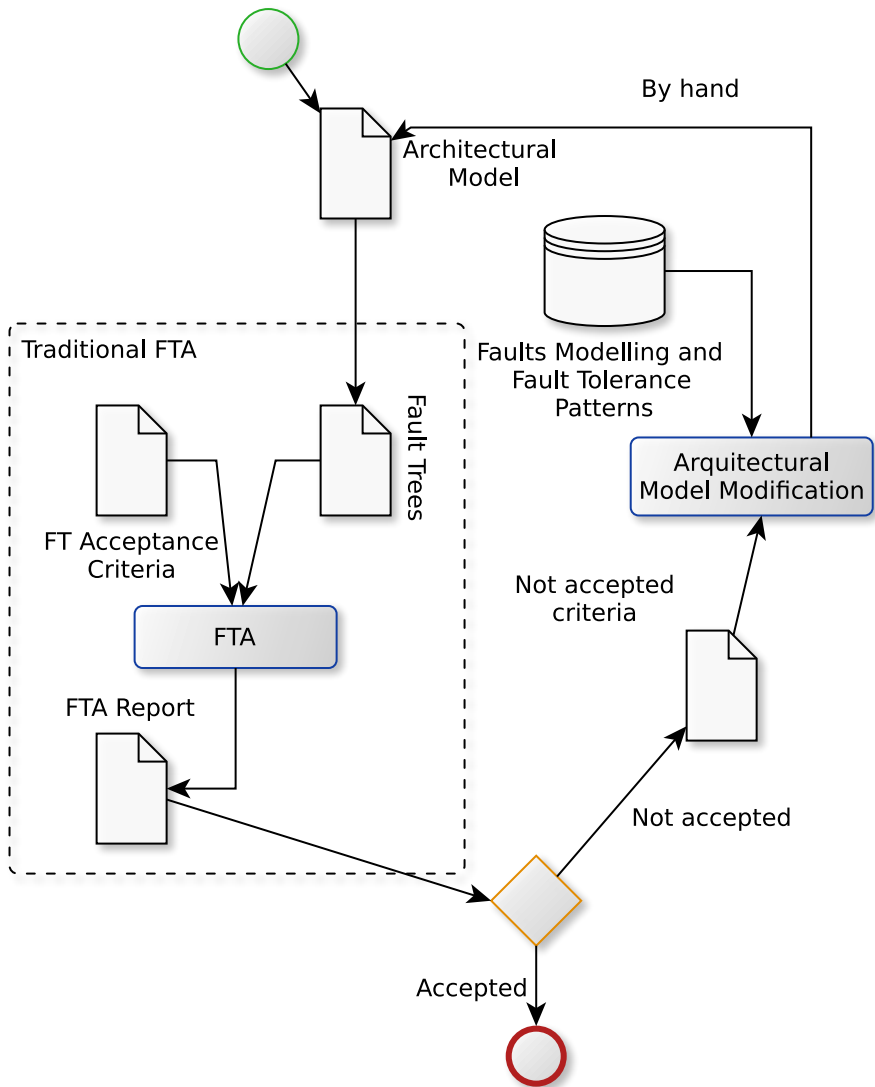 By hand
Architectural
Model
Traditional FTA
Faults Modelling and
Fault Tolerance
Patterns
Fault Trees
Arquitectural
Model Modification
FT Acceptance
Criteria
Not accepted
criteria
FTA
FTA Report
Not accepted
Accepted